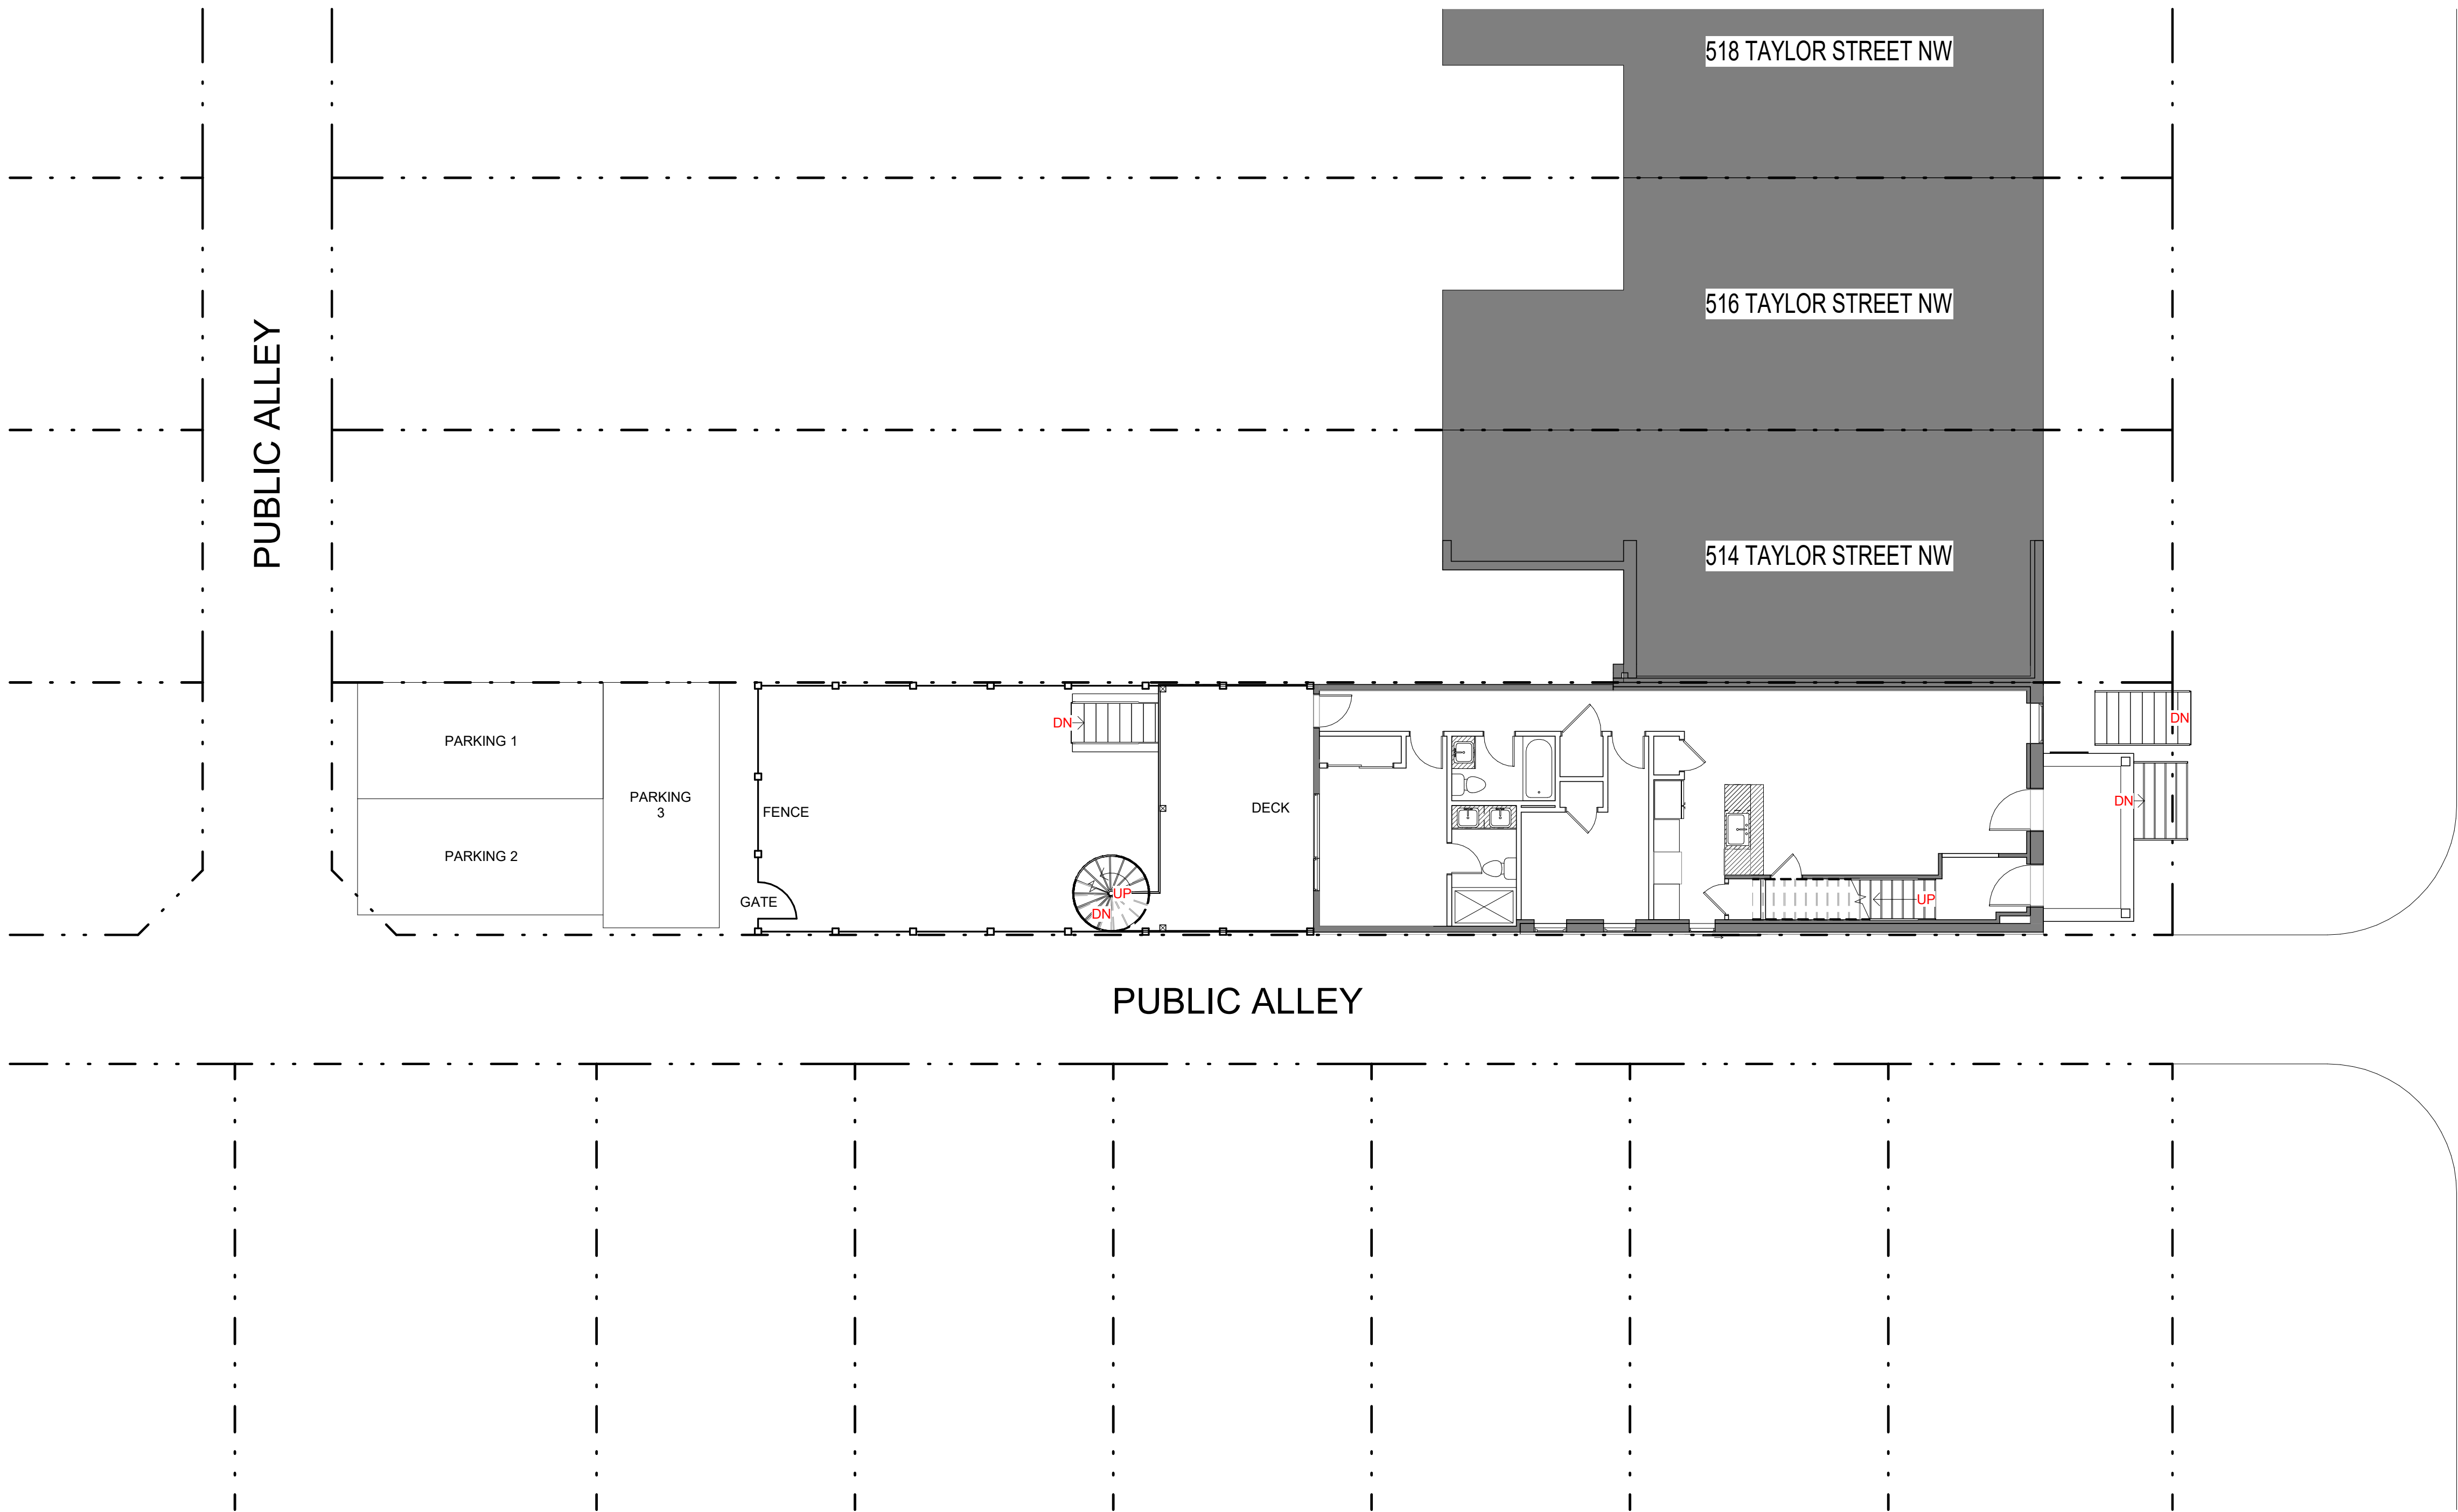 518 TAYLOR STREET NW
516 TAYLOR STREET NW
PUBLIC ALLEY
514 TAYLOR STREET NW
DN
DN
PARKING 1
PARKING
3
DN
DECK
FENCE
PARKING 2
UP
UP
GATE
DN
PUBLIC ALLEY